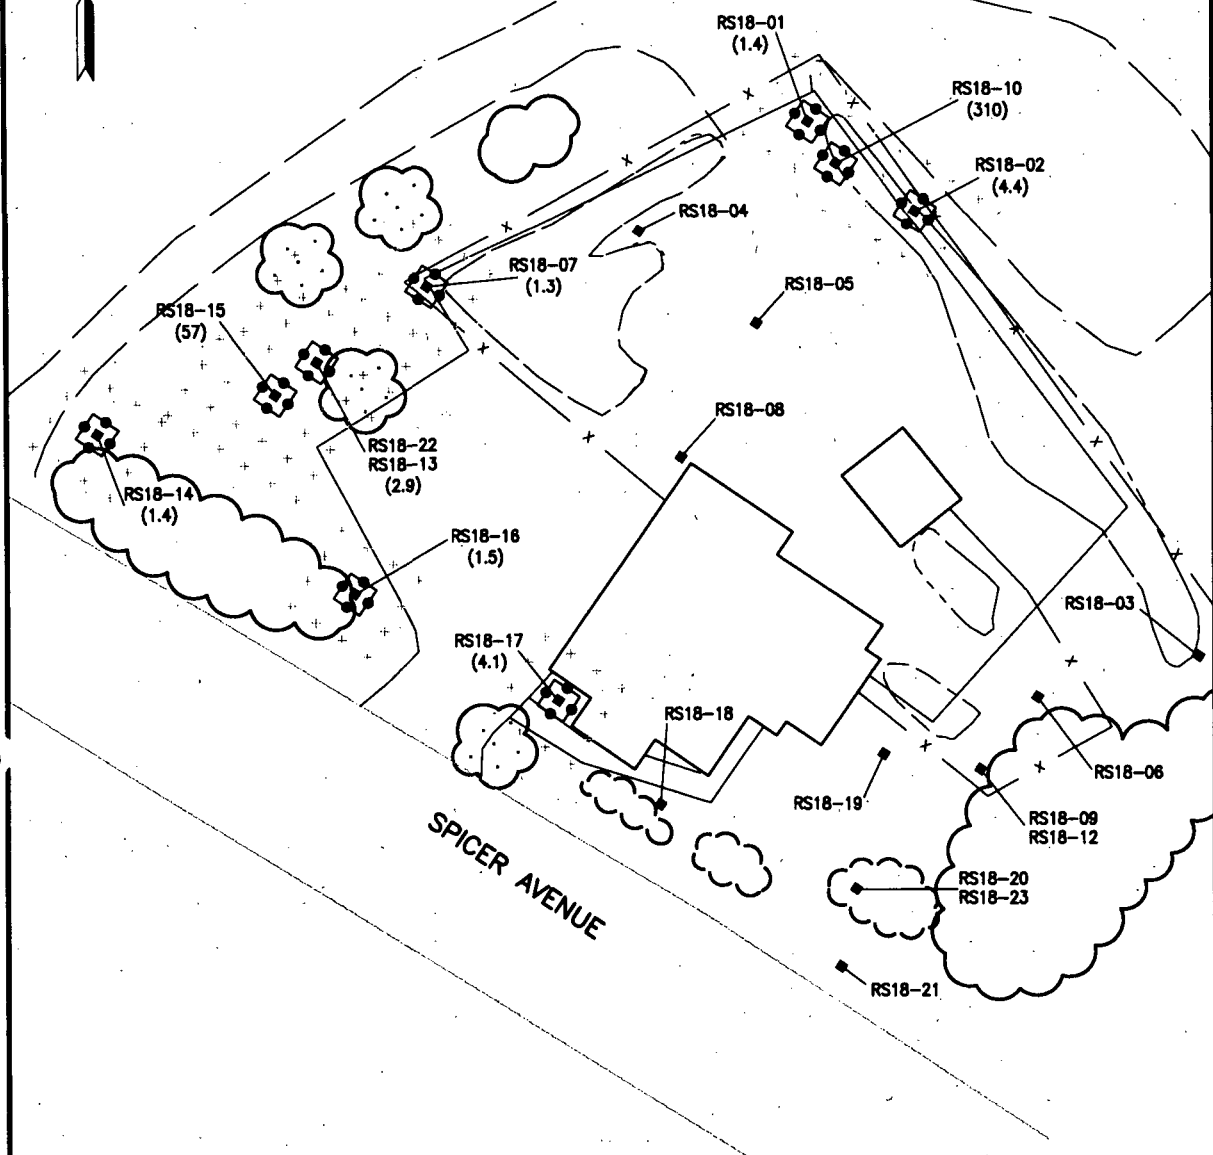 RS18-01
(1.4)
RS18-10
(310)
RS18-02
(4.4)
RS18-04
RS18-07
(1.3)
RS18-05
RS18-15
(57)
RS18-08
RS18-22
RS18-13
(2.9)
RS18-14
(1.4)
RS18-16
(1.5)
RS18-03
RS18-17
(4.1)
RS18-18
RS18-06
RS18-19
RS18-09
RS18-12
SPICER AVENUE
RS18-20
RS18-23
RS18-21